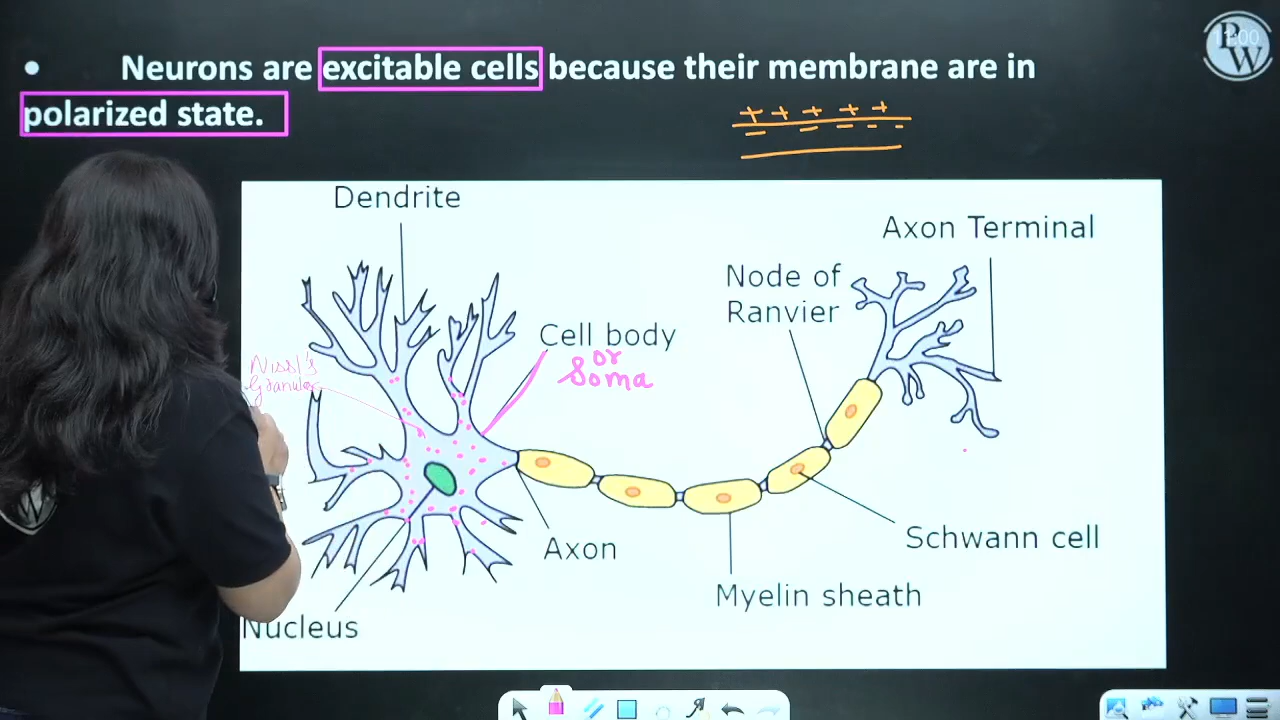 • Neurons are excitable cells because their membrane are in
polarized state.
+ + + + +
- - - - -
Dendrite
Axon Terminal
Node of
Ranvier
Cell body
or
Soma
Nissl's
Granules
Axon
Schwann cell
Myelin sheath
Nucleus
PW